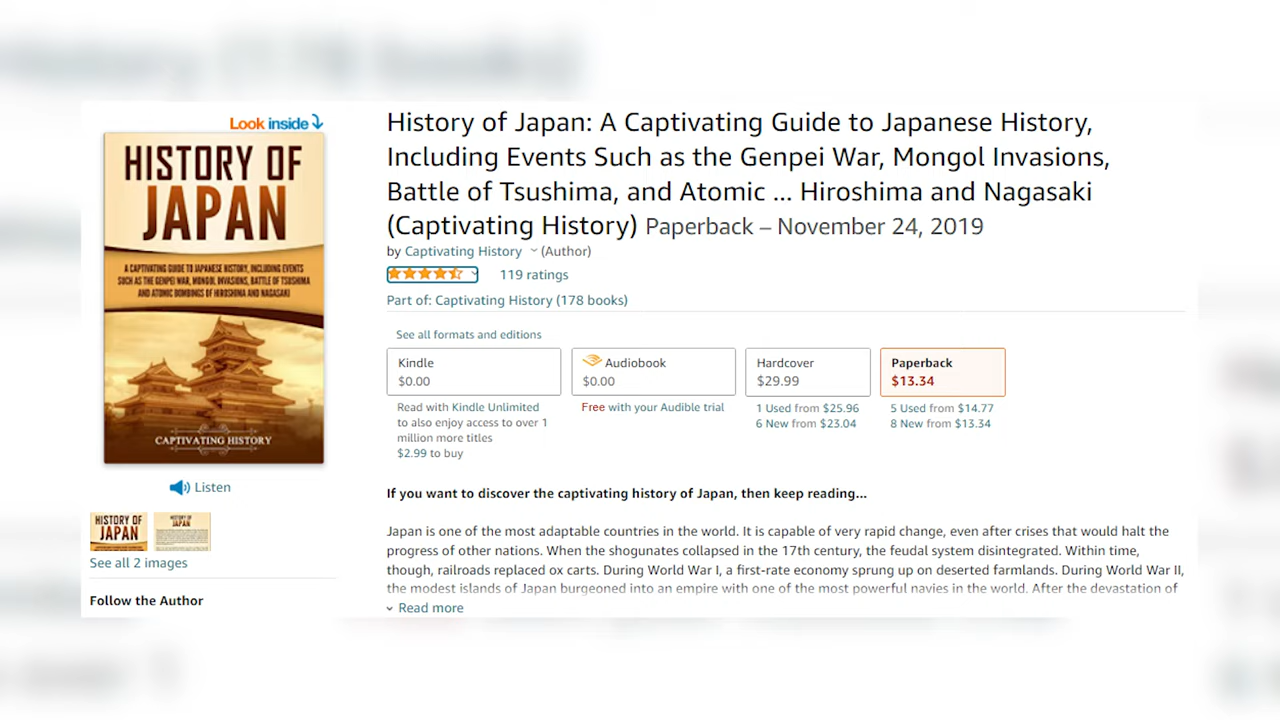 Look inside
HISTORY OF
JAPAN
A CAPTIVATING GUIDE TO JAPANESE HISTORY, INCLUDING EVENTS
SUCH AS THE GENPEI WAR, MONGOL INVASIONS, BATTLE OF TSUSHIMA
AND ATOMIC BOMBINGS OF HIROSHIMA AND NAGASAKI
CAPTIVATING HISTORY
Listen
HISTORY OF
JAPAN
HISTORY OF
JAPAN
See all 2 images
Follow the Author
History of Japan: A Captivating Guide to Japanese History,
Including Events Such as the Genpei War, Mongol Invasions,
Battle of Tsushima, and Atomic ... Hiroshima and Nagasaki
(Captivating History) Paperback – November 24, 2019
by Captivating History (Author)
119 ratings
Part of: Captivating History (178 books)
See all formats and editions
Kindle
$0.00
Read with Kindle Unlimited
to also enjoy access to over 1
million more titles
$2.99 to buy
Audiobook
$0.00
Free with your Audible trial
Hardcover
$29.99
1 Used from $25.96
6 New from $23.04
Paperback
$13.34
5 Used from $14.77
8 New from $13.34
If you want to discover the captivating history of Japan, then keep reading...
Japan is one of the most adaptable countries in the world. It is capable of very rapid change, even after crises that would halt the
progress of other nations. When the shogunates collapsed in the 17th century, the feudal system disintegrated. Within time,
though, railroads replaced ox carts. During World War I, a first-rate economy sprung up on deserted farmlands. During World War II,
the modest islands of Japan burgeoned into an empire with one of the most powerful navies in the world. After the devastation of
Read more